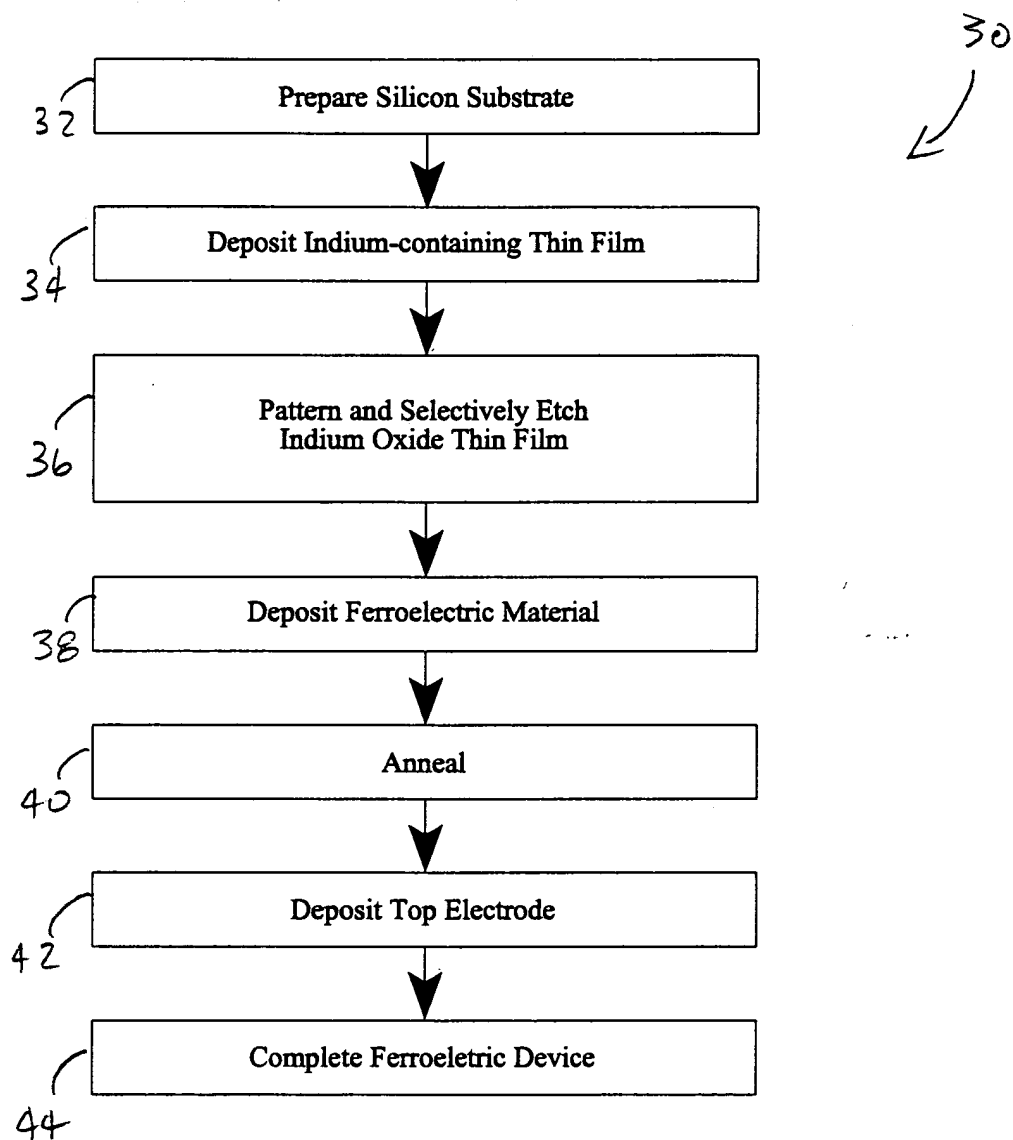 30
32
Prepare Silicon Substrate
34
Deposit Indium-containing Thin Film
36
Pattern and Selectively Etch
Indium Oxide Thin Film
38
Deposit Ferroelectric Material
40
Anneal
42
Deposit Top Electrode
44
Complete Ferroeletric Device